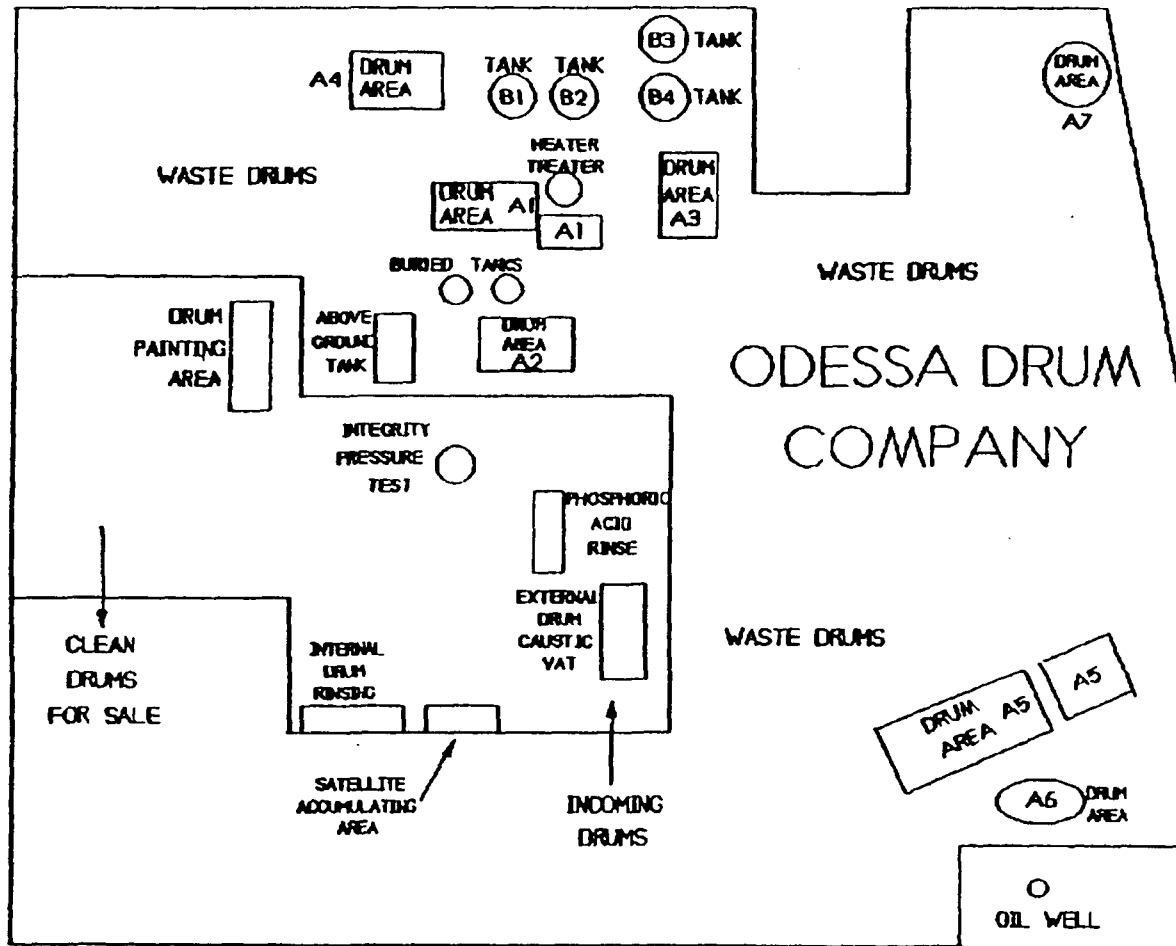 B3 TANK
A4
DRUM
AREA
TANK
B1
TANK
B2
B4 TANK
DRUM
AREA
A7
HEATER
TREATER
WASTE DRUMS
DRUM
AREA A1
A1
DRUM
AREA
A3
BURIED TANKS
WASTE DRUMS
DRUM
PAINTING
AREA
ABOVE
GROUND
TANK
DRUM
AREA
A2
ODESSA DRUM
COMPANY
INTEGRITY
PRESSURE
TEST
PHOSPHORIC
ACID
RINSE
EXTERNAL
DRUM
CAUSTIC
VAT
WASTE DRUMS
CLEAN
DRUMS
FOR SALE
INTERNAL
DRUM
RINSING
DRUM
AREA A5
A5
SATELLITE
ACCUMULATING
AREA
INCOMING
DRUMS
A6
DRUM
AREA
OIL WELL